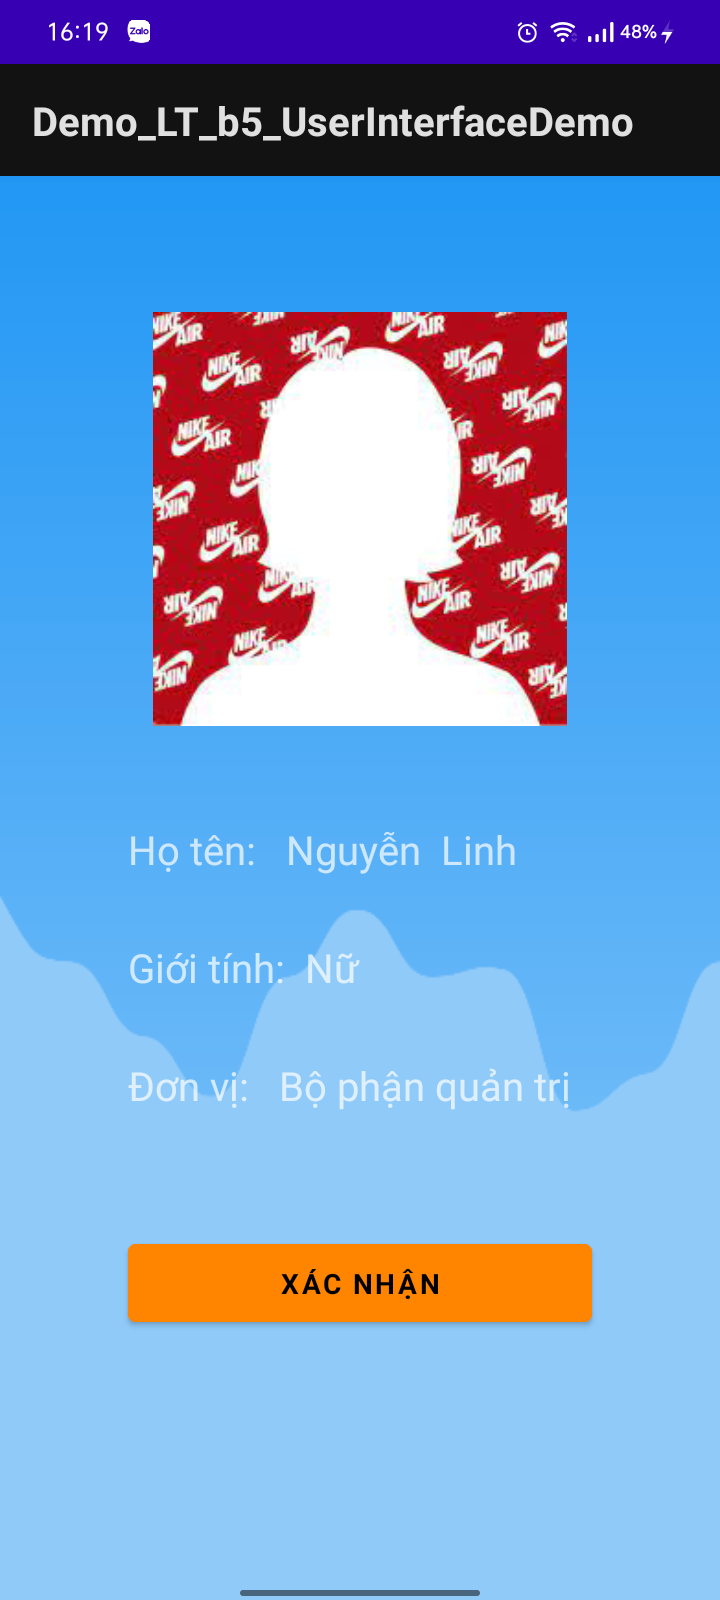 16:19 Zalo 48%
Demo_LT_b5_UserInterfaceDemo
NIKE AIR
Họ tên: Nguyễn Linh
Giới tính: Nữ
Đơn vị: Bộ phận quản trị
XÁC NHẬN